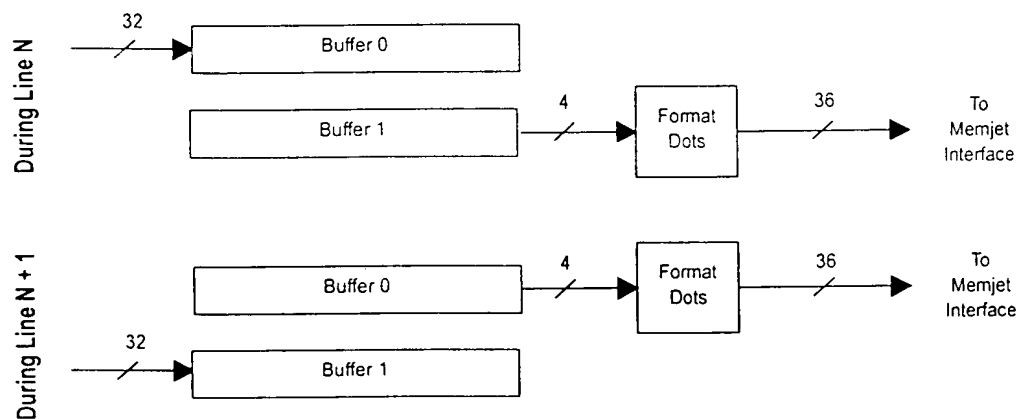 During Line N
32
Buffer 0
Buffer 1
4
Format
Dots
36
To
Memjet
Interface
During Line N + 1
Buffer 0
4
Format
Dots
36
To
Memjet
Interface
32
Buffer 1